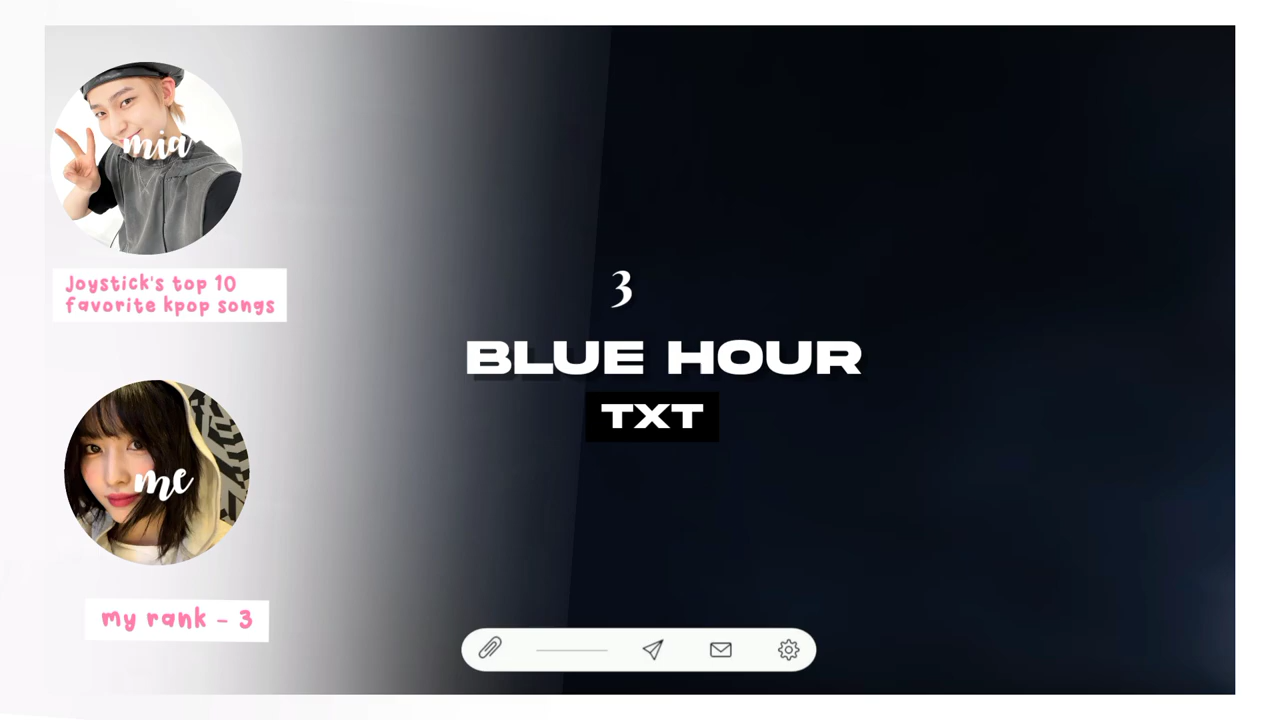 mia
Joystick's top 10
favorite kpop songs
me
my rank - 3
3
BLUE HOUR
TXT